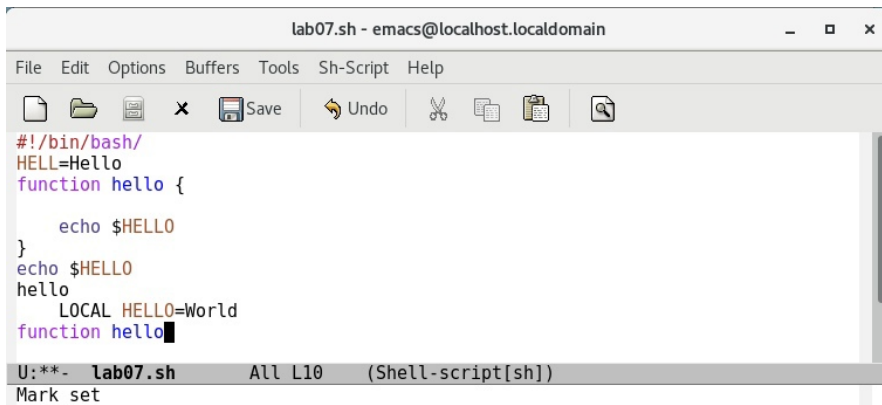 lab07.sh - emacs@localhost.localdomain
File Edit Options Buffers Tools Sh-Script Help
Save Undo
#!/bin/bash/
HELL=Hello
function hello {
    echo $HELLO
}
echo $HELLO
hello
    LOCAL HELLO=World
function hello
U:**- lab07.sh All L10 (Shell-script[sh])
Mark set